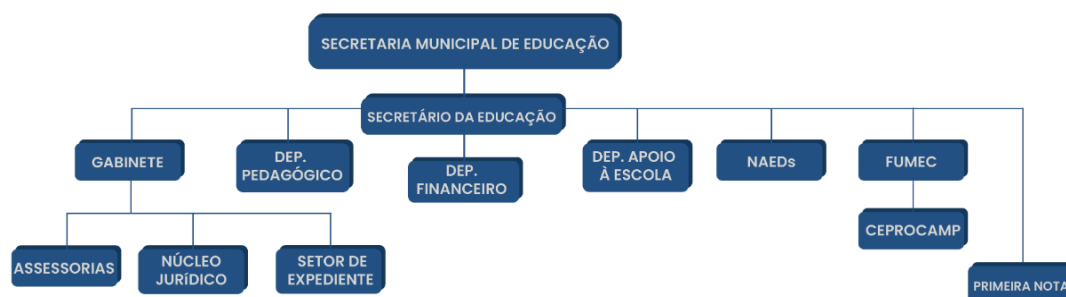 SECRETARIA MUNICIPAL DE EDUCAÇÃO
SECRETÁRIO DA EDUCAÇÃO
GABINETE
DEP.
PEDAGÓGICO
DEP.
FINANCEIRO
DEP. APOIO
À ESCOLA
NAEDs
FUMEC
ASSESSORIAS
NÚCLEO
JURÍDICO
SETOR DE
EXPEDIENTE
CEPROCAMP
PRIMEIRA NOTA